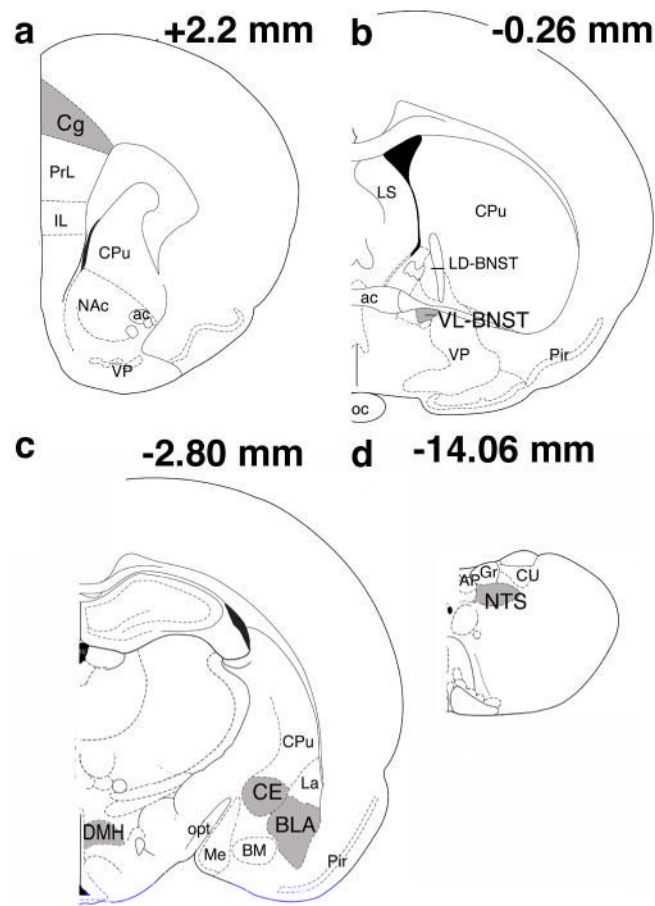 a +2.2 mm
Cg
PrL
IL
CPu
NAc
ac
VP
b -0.26 mm
LS
CPu
LD-BNST
ac
VL-BNST
VP
Pir
oc
c -2.80 mm
CPu
La
CE
BLA
DMH
opt
Me
BM
Pir
d -14.06 mm
AP
Gr
CU
NTS